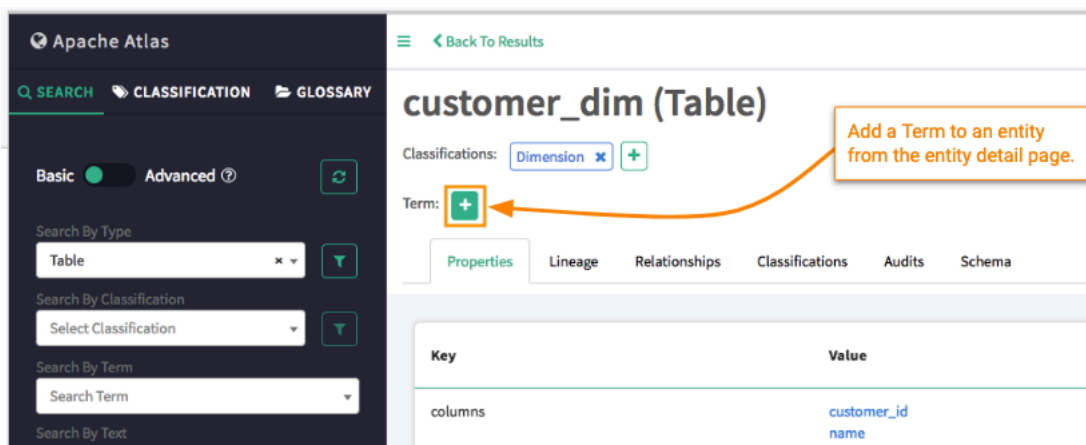 Apache Atlas
SEARCH CLASSIFICATION GLOSSARY
Basic Advanced
Search By Type
Table
Search By Classification
Select Classification
Search By Term
Search Term
Search By Text
Back To Results
customer_dim (Table)
Classifications: Dimension × +
Term: +
Add a Term to an entity
from the entity detail page.
Properties Lineage Relationships Classifications Audits Schema
Key Value
columns customer_id
name